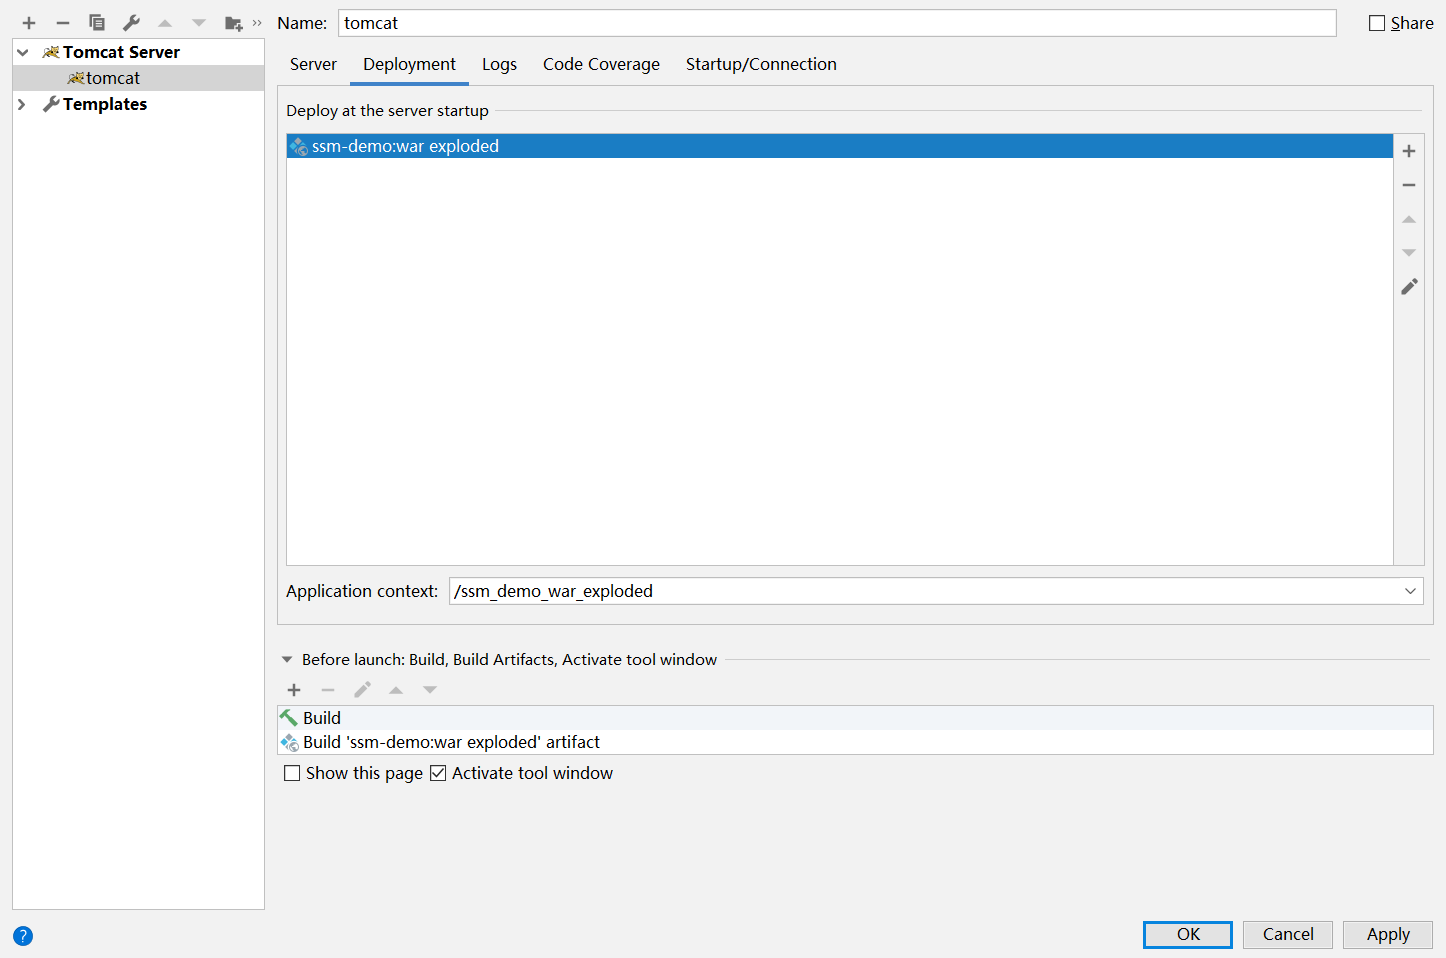 Name: tomcat Share
Tomcat Server
tomcat
Templates
Server Deployment Logs Code Coverage Startup/Connection
Deploy at the server startup
ssm-demo:war exploded
Application context: /ssm_demo_war_exploded
Before launch: Build, Build Artifacts, Activate tool window
Build
Build 'ssm-demo:war exploded' artifact
Show this page Activate tool window
? OK Cancel Apply